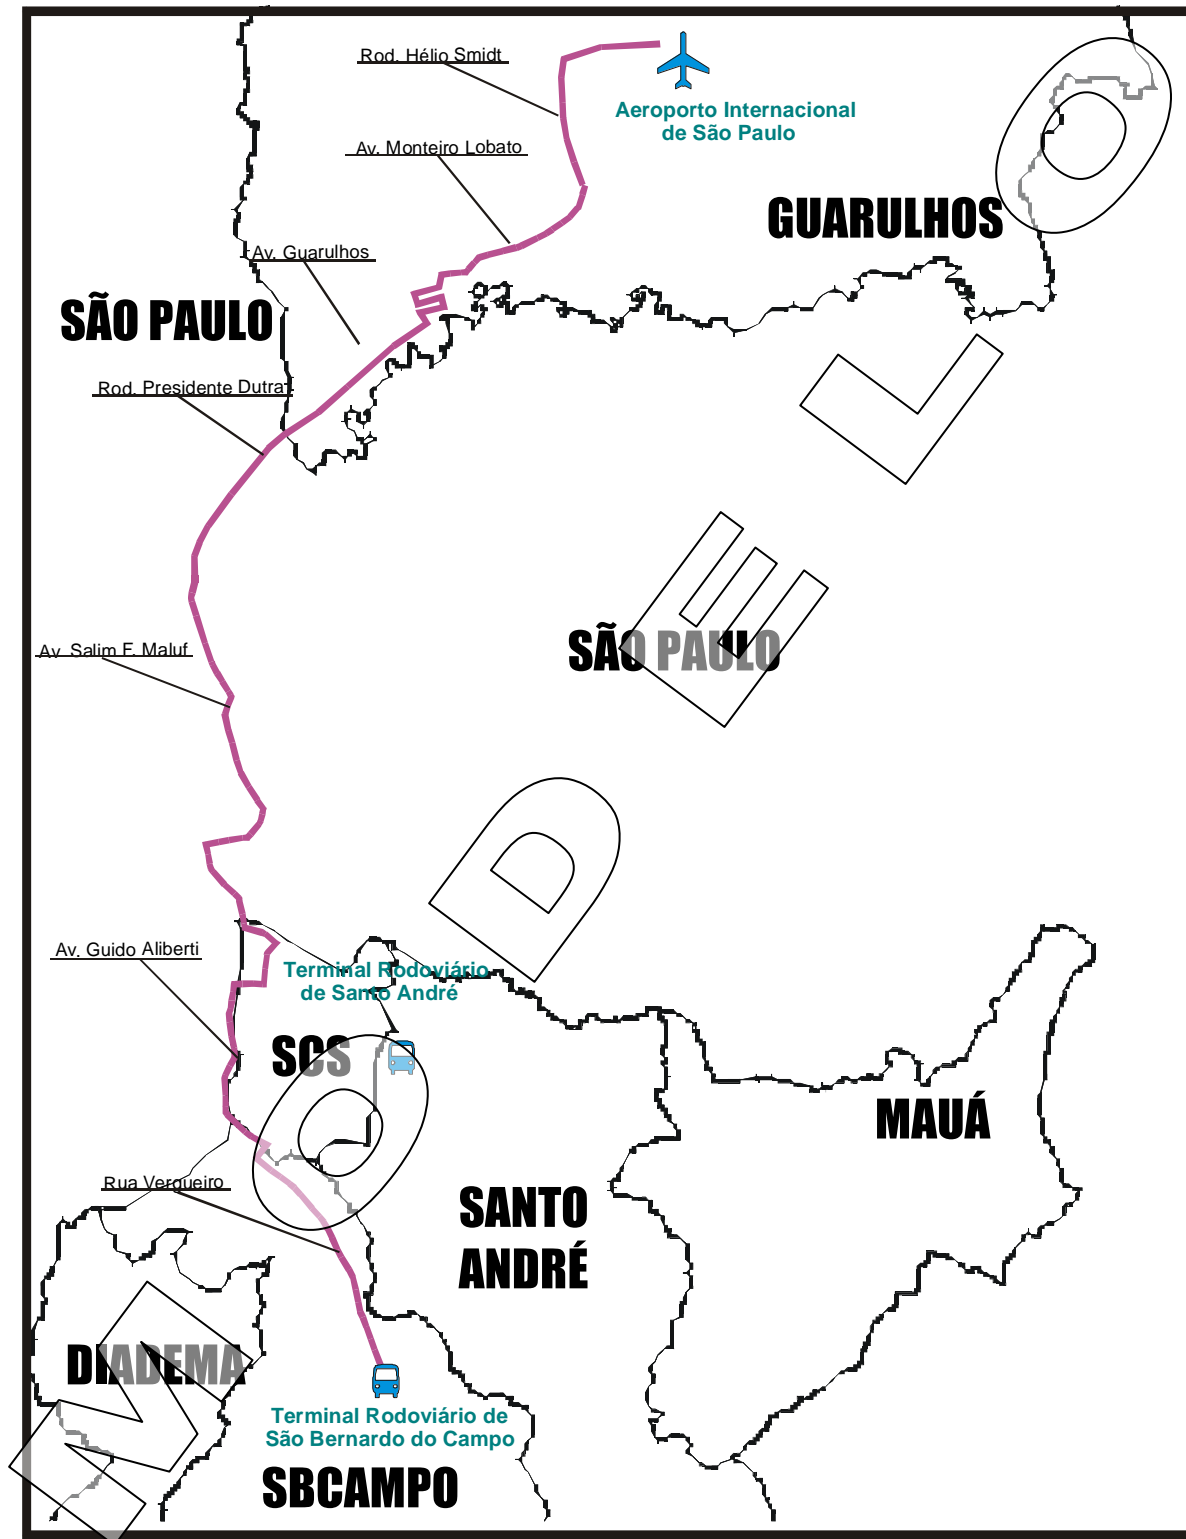 Rod. Hélio Smidt
Aeroporto Internacional
de São Paulo
Av. Monteiro Lobato
GUARULHOS
Av. Guarulhos
SÃO PAULO
Rod. Presidente Dutra
SÃO PAULO
Av. Salim F. Maluf
Av. Guido Aliberti
Terminal Rodoviário
de Santo André
SCS
MAUÁ
Rua Vergueiro
SANTO
ANDRÉ
DIADEMA
Terminal Rodoviário de
São Bernardo do Campo
SBCAMPO
MODELO